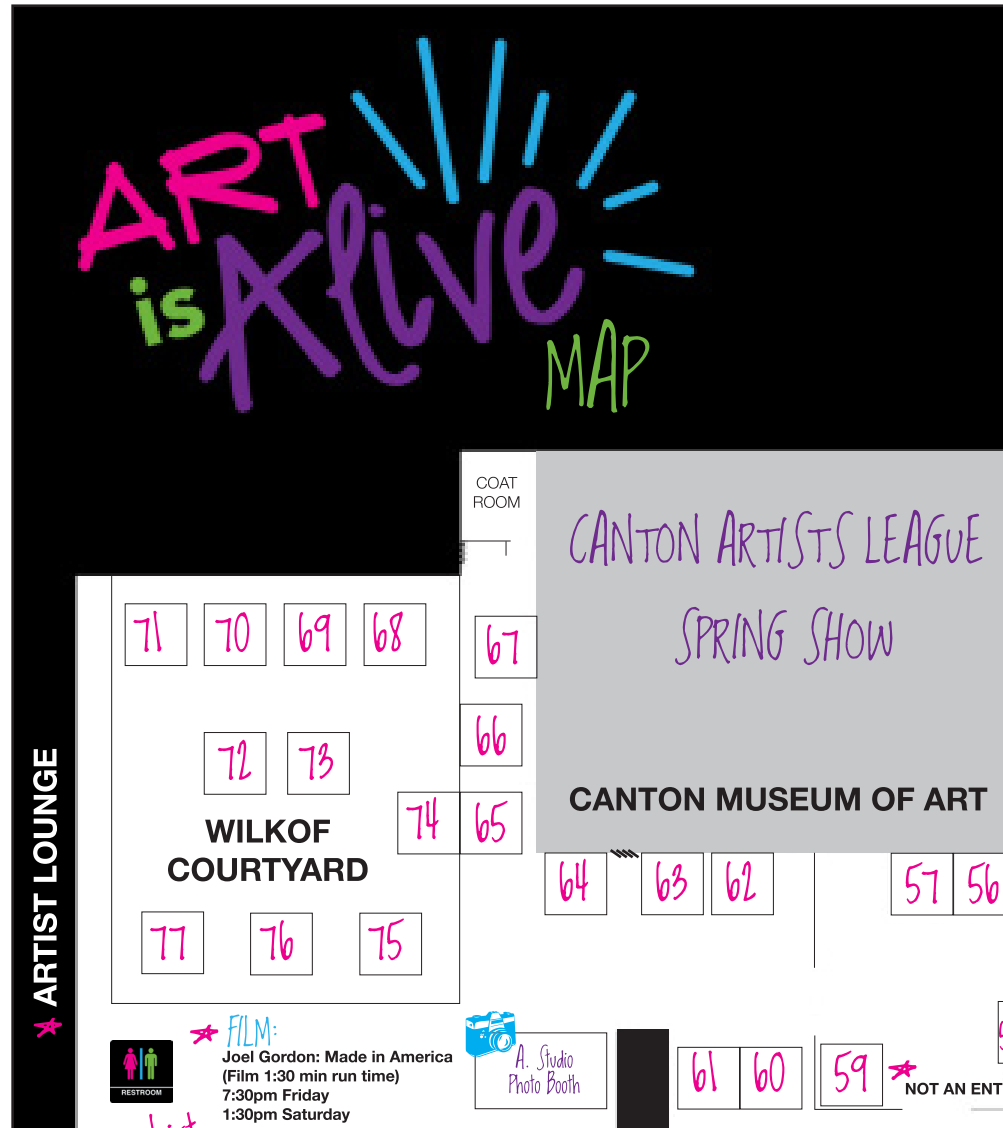 ART
is Alive
MAP
COAT
ROOM
CANTON ARTISTS LEAGUE
SPRING SHOW
CANTON MUSEUM OF ART
71 70 69 68
67
72 73
66
74 65
WILKOF
COURTYARD
64 63 62 57 56
77 76 75
ARTIST LOUNGE
FILM:
Joel Gordon: Made in America
(Film 1:30 min run time)
7:30pm Friday
1:30pm Saturday
RESTROOM
A. Studio
Photo Booth
61 60 59
NOT AN ENT